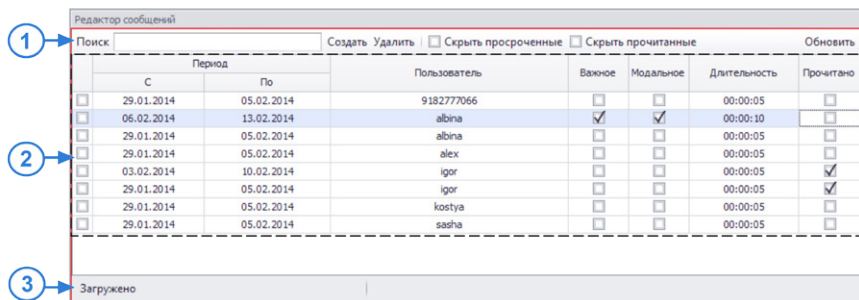 Редактор сообщений
1 Поиск Создать Удалить Скрыть просроченные Скрыть прочитанные Обновить
Период Пользователь Важное Модальное Длительность Прочитано
С По
29.01.2014 05.02.2014 9182777066 00:00:05
06.02.2014 13.02.2014 albina 00:00:10
29.01.2014 05.02.2014 albina 00:00:05
2 29.01.2014 05.02.2014 alex 00:00:05
03.02.2014 10.02.2014 igor 00:00:05
29.01.2014 05.02.2014 igor 00:00:05
29.01.2014 05.02.2014 kostya 00:00:05
29.01.2014 05.02.2014 sasha 00:00:05
3 Загружено